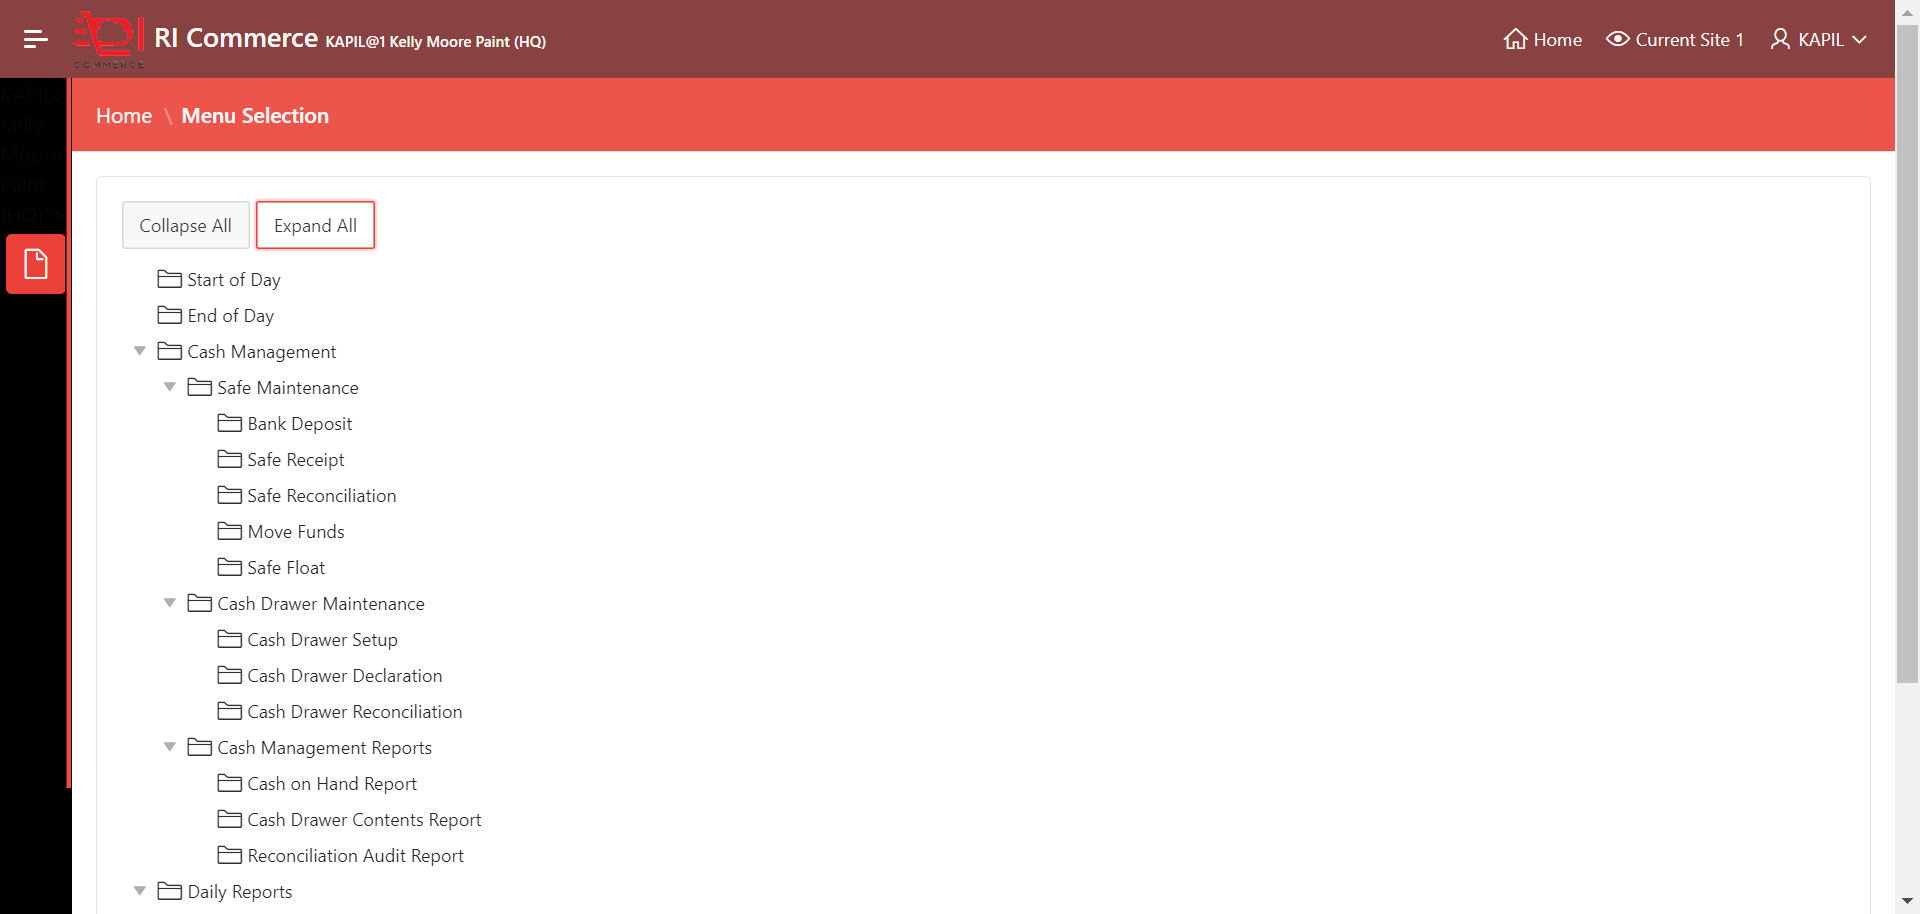 RI Commerce KAPIL@1 Kelly Moore Paint (HQ)
Home
Current Site 1
KAPIL
COMMERCE
KAPIL@
Kelly
Moore
Paint
(HQ)">
Home \ Menu Selection
Collapse All
Expand All
Start of Day
End of Day
Cash Management
Safe Maintenance
Bank Deposit
Safe Receipt
Safe Reconciliation
Move Funds
Safe Float
Cash Drawer Maintenance
Cash Drawer Setup
Cash Drawer Declaration
Cash Drawer Reconciliation
Cash Management Reports
Cash on Hand Report
Cash Drawer Contents Report
Reconciliation Audit Report
Daily Reports